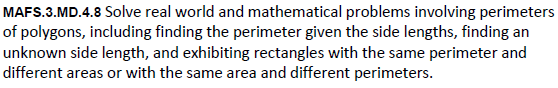 MAFS.3.MD.4.8 Solve real world and mathematical problems involving perimeters
of polygons, including finding the perimeter given the side lengths, finding an
unknown side length, and exhibiting rectangles with the same perimeter and
different areas or with the same area and different perimeters.